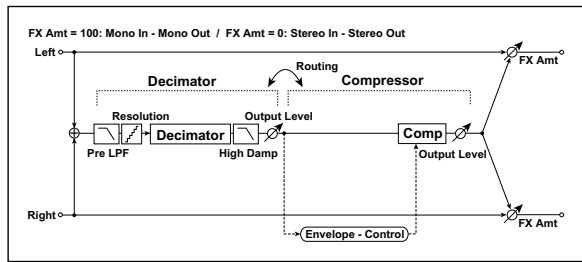 FX Amt = 100: Mono In - Mono Out / FX Amt = 0: Stereo In - Stereo Out
Left
FX Amt
Routing
Decimator
Compressor
Resolution
Output Level
Decimator
Comp
Pre LPF
High Damp
Output Level
Right
FX Amt
Envelope - Control